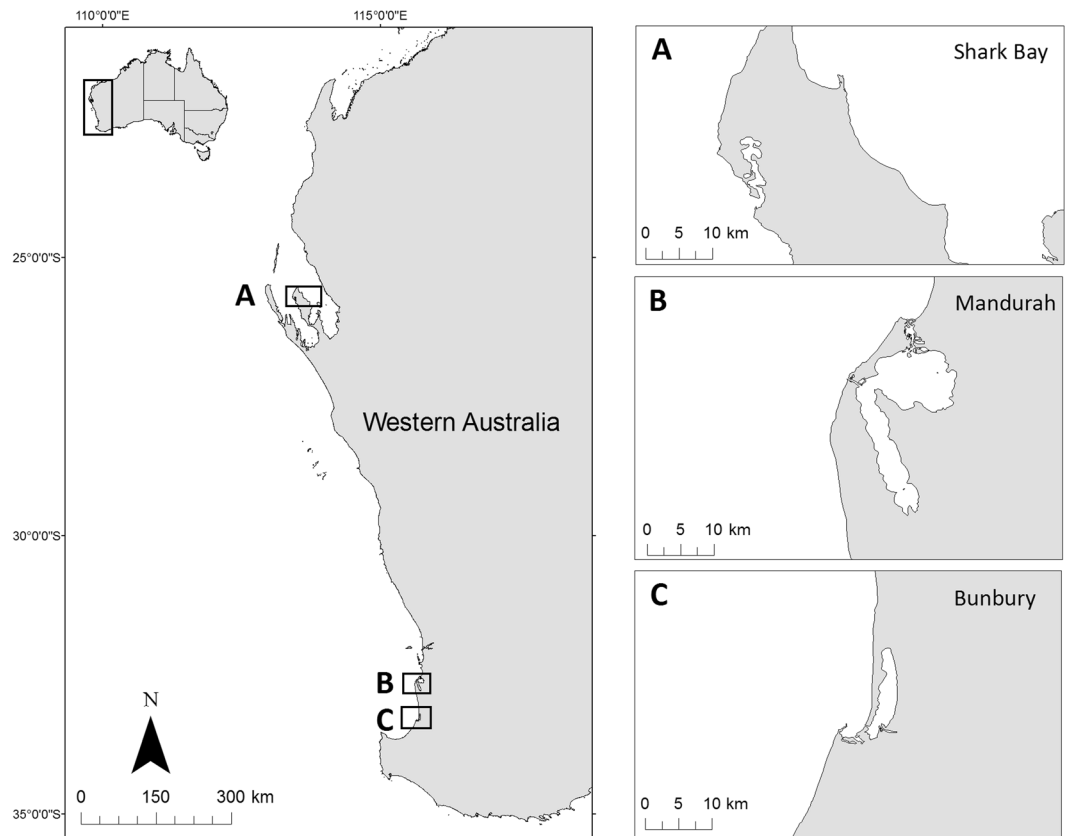 110°0'0"E 115°0'0"E
25°0'0"S
30°0'0"S
35°0'0"S
A
Western Australia
B
C
N
0 150 300 km
A Shark Bay
0 5 10 km
B Mandurah
0 5 10 km
C Bunbury
0 5 10 km